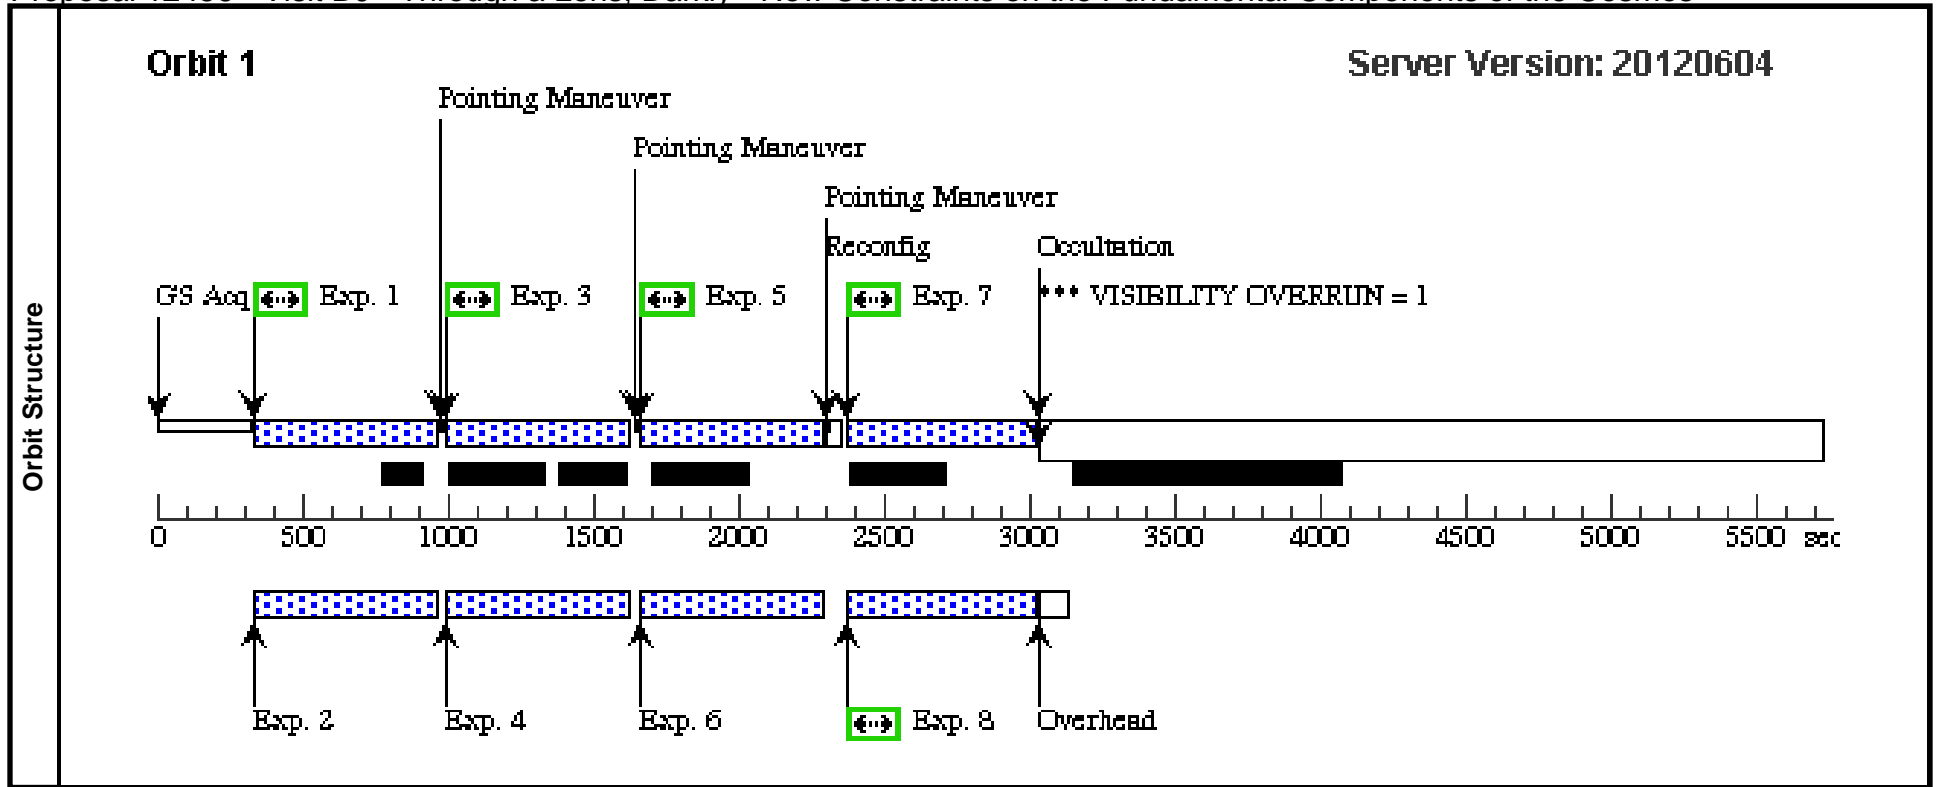 Orbit Structure
Orbit 1
Server Version: 20120604
Pointing Maneuver
Pointing Maneuver
Pointing Maneuver
Reconfig
Occultation
GS Acq
Exp. 1
Exp. 3
Exp. 5
Exp. 7
*** VISIBILITY OVERRUN = 1
0 500 1000 1500 2000 2500 3000 3500 4000 4500 5000 5500 sec
Exp. 2
Exp. 4
Exp. 6
Exp. 8
Overhead